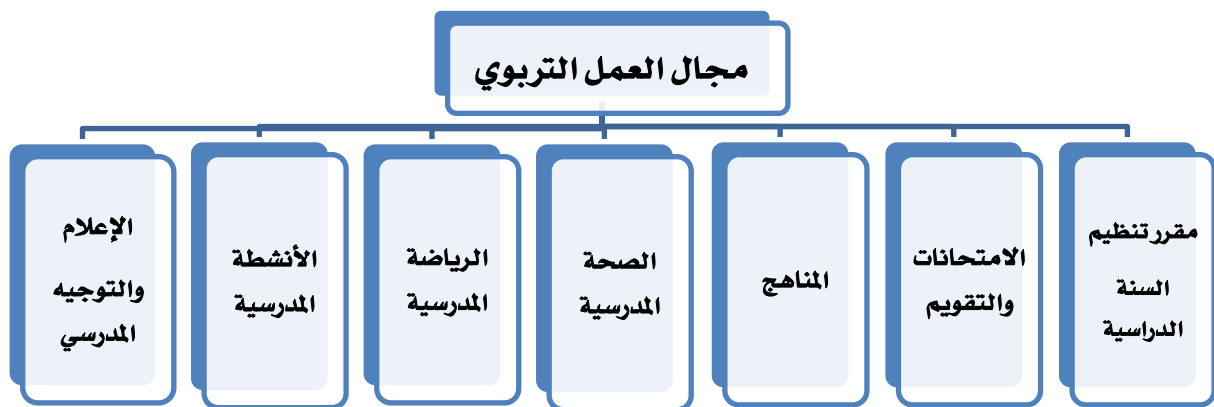 مجال العمل التربوي
مقرر تنظيم
السنة
الدراسية
الامتحانات
والتقويم
المناهج
الصحة
المدرسية
الرياضة
المدرسية
الأنشطة
المدرسية
الإعلام
والتوجيه
المدرسي